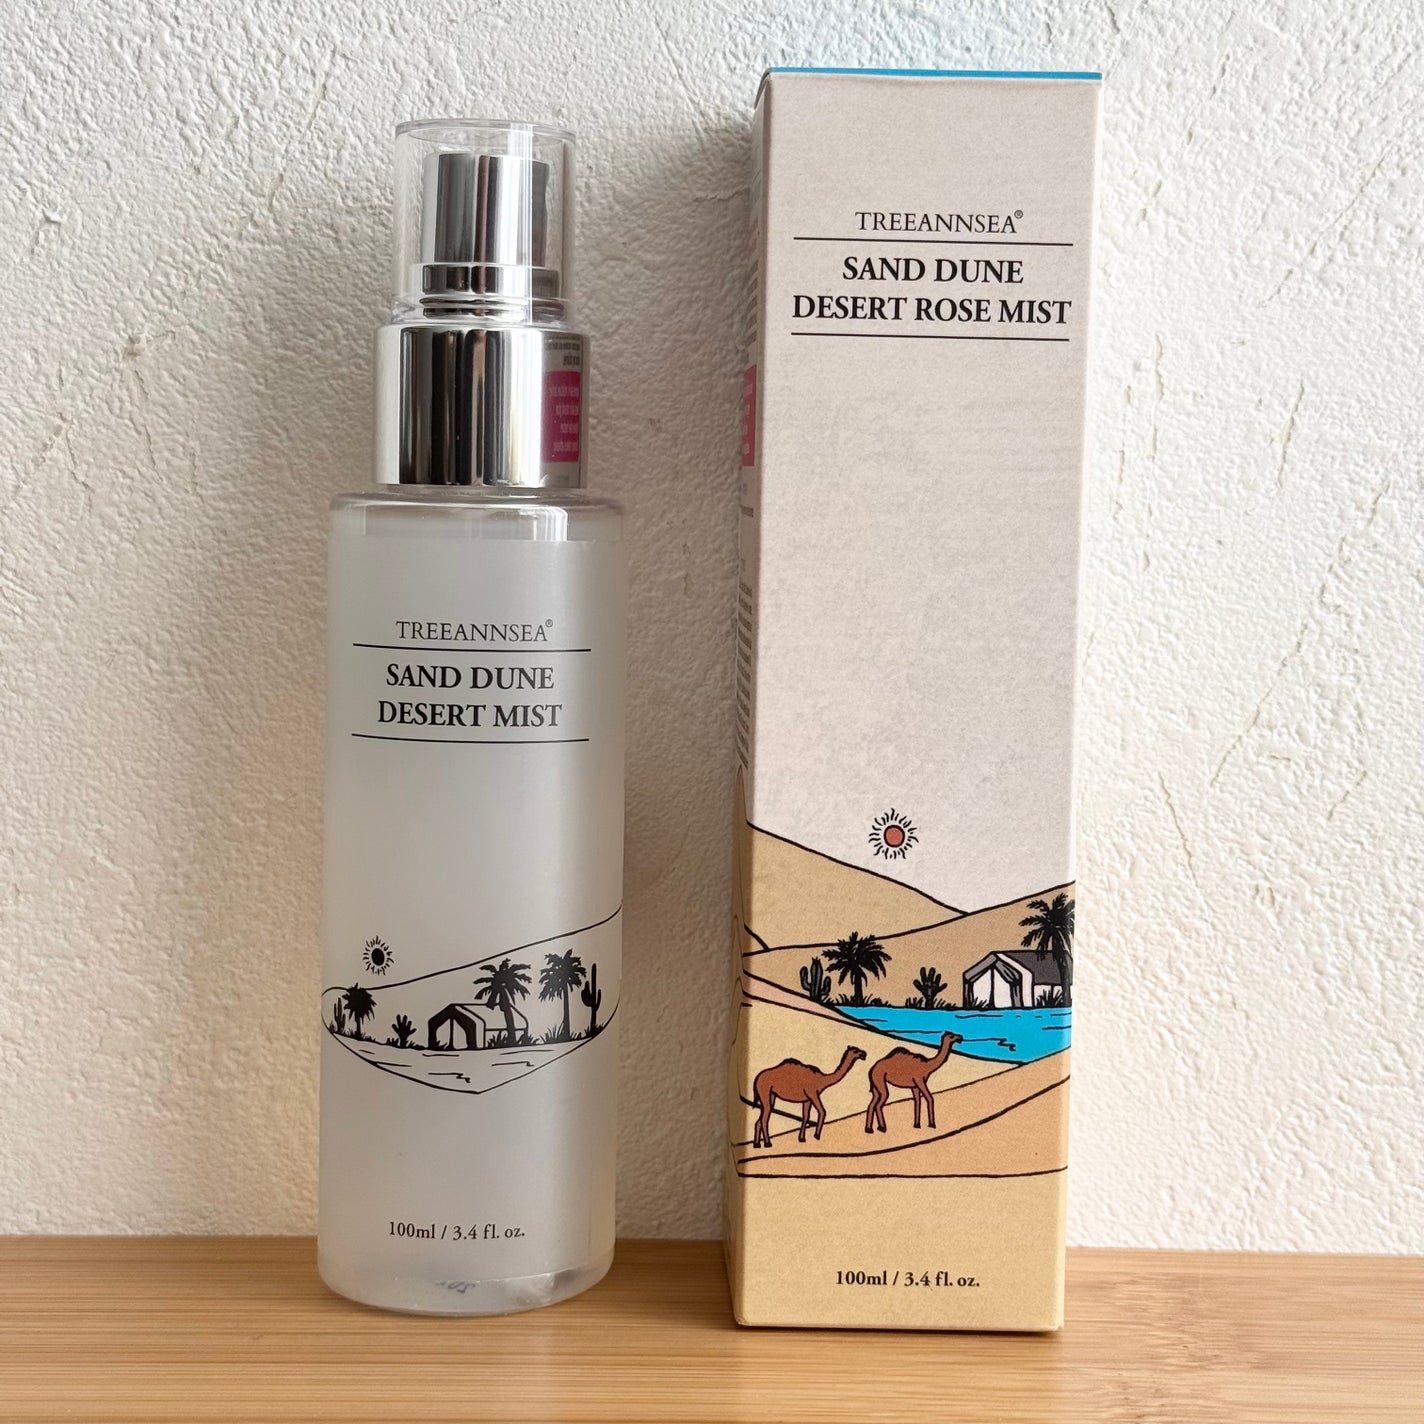 TREEANNSEA®
SAND DUNE
DESERT MIST
100ml / 3.4 fl. oz.
TREEANNSEA®
SAND DUNE
DESERT ROSE MIST
100ml / 3.4 fl. oz.